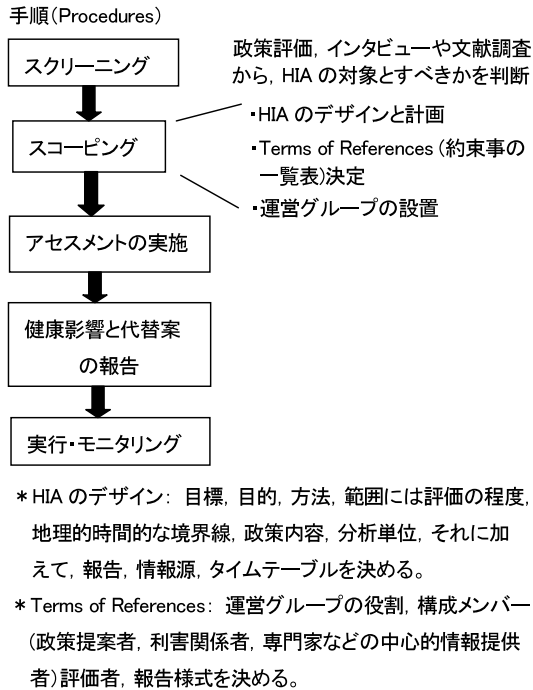 手順(Procedures)
スクリーニング
政策評価，インタビューや文献調査
から，HIA の対象とすべきかを判断
スコーピング
・HIA のデザインと計画
・Terms of References (約束事の
一覧表)決定
・運営グループの設置
アセスメントの実施
健康影響と代替案
の報告
実行・モニタリング
＊HIA のデザイン： 目標，目的，方法，範囲には評価の程度，
地理的時間的な境界線，政策内容，分析単位，それに加
えて，報告，情報源，タイムテーブルを決める。
＊Terms of References： 運営グループの役割，構成メンバー
(政策提案者，利害関係者，専門家などの中心的情報提供
者)評価者，報告様式を決める。